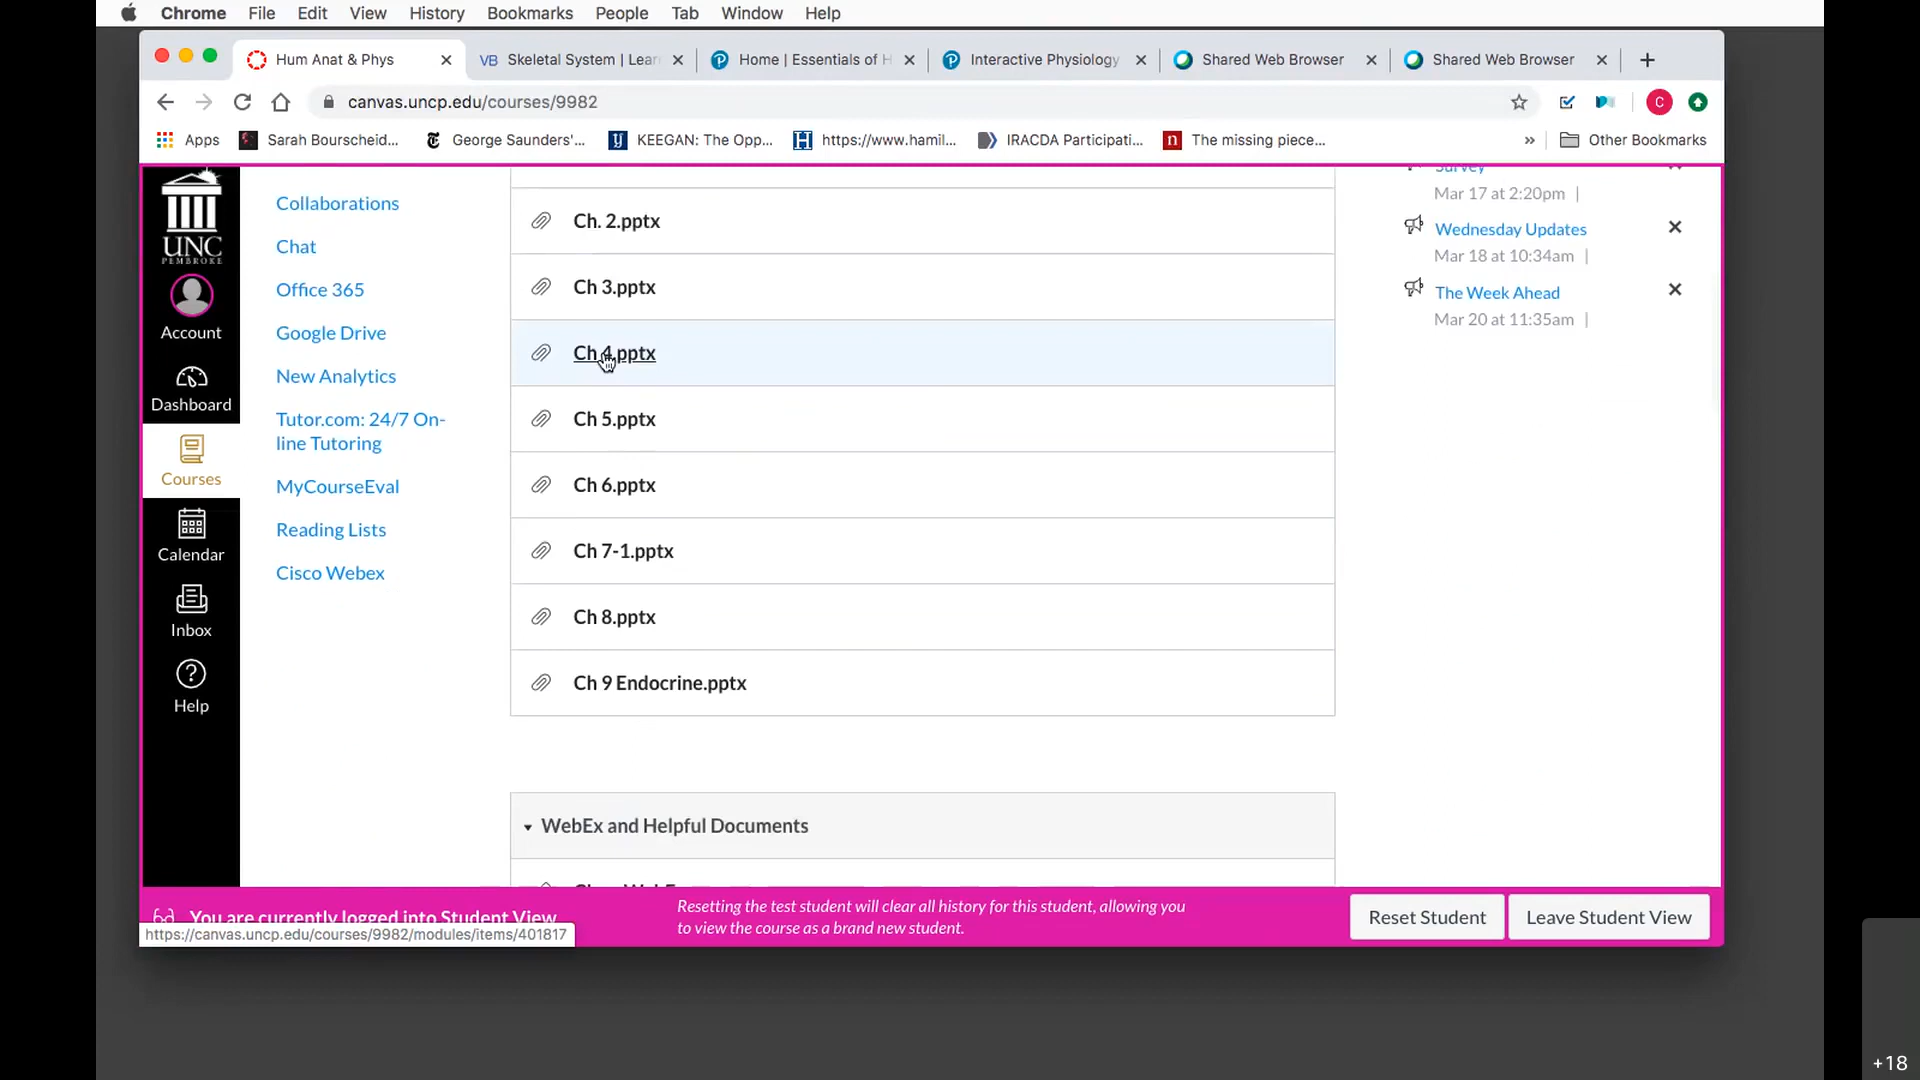 Chrome File Edit View History Bookmarks People Tab Window Help
Hum Anat & Phys
VB Skeletal System | Lear
Home | Essentials of H
Interactive Physiology
Shared Web Browser
Shared Web Browser
canvas.uncp.edu/courses/9982
C
Apps
Sarah Bourscheid...
George Saunders'...
KEEGAN: The Opp...
https://www.hamil...
IRACDA Participati...
The missing piece...
»
Other Bookmarks
UNC
PEMBROKE
Account
Dashboard
Courses
Calendar
Inbox
Help
Collaborations
Chat
Office 365
Google Drive
New Analytics
Tutor.com: 24/7 On-
line Tutoring
MyCourseEval
Reading Lists
Cisco Webex
Ch. 2.pptx
Ch 3.pptx
Ch 4.pptx
Ch 5.pptx
Ch 6.pptx
Ch 7-1.pptx
Ch 8.pptx
Ch 9 Endocrine.pptx
WebEx and Helpful Documents
Survey
Mar 17 at 2:20pm |
Wednesday Updates
Mar 18 at 10:34am |
The Week Ahead
Mar 20 at 11:35am |
You are currently logged into Student View
https://canvas.uncp.edu/courses/9982/modules/items/401817
Resetting the test student will clear all history for this student, allowing you
to view the course as a brand new student.
Reset Student
Leave Student View
+18